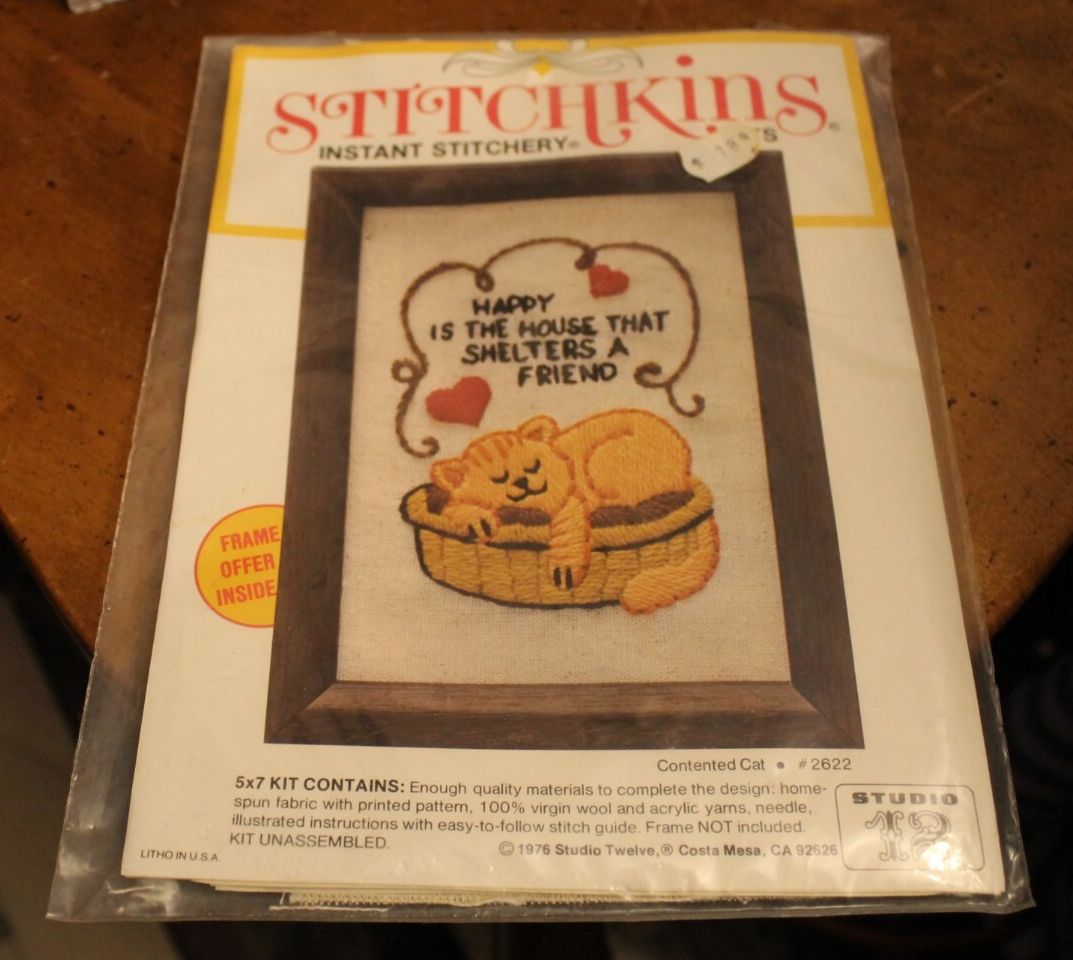 STITCHKINS®
INSTANT STITCHERY®
HAPPY
IS THE HOUSE THAT
SHELTERS A
FRIEND
FRAME
OFFER
INSIDE
Contented Cat • #2622
5x7 KIT CONTAINS: Enough quality materials to complete the design: home-
spun fabric with printed pattern, 100% virgin wool and acrylic yarns, needle,
illustrated instructions with easy-to-follow stitch guide. Frame NOT included.
KIT UNASSEMBLED.
© 1976 Studio Twelve,® Costa Mesa, CA 92626
LITHO IN U.S.A.
STUDIO
12